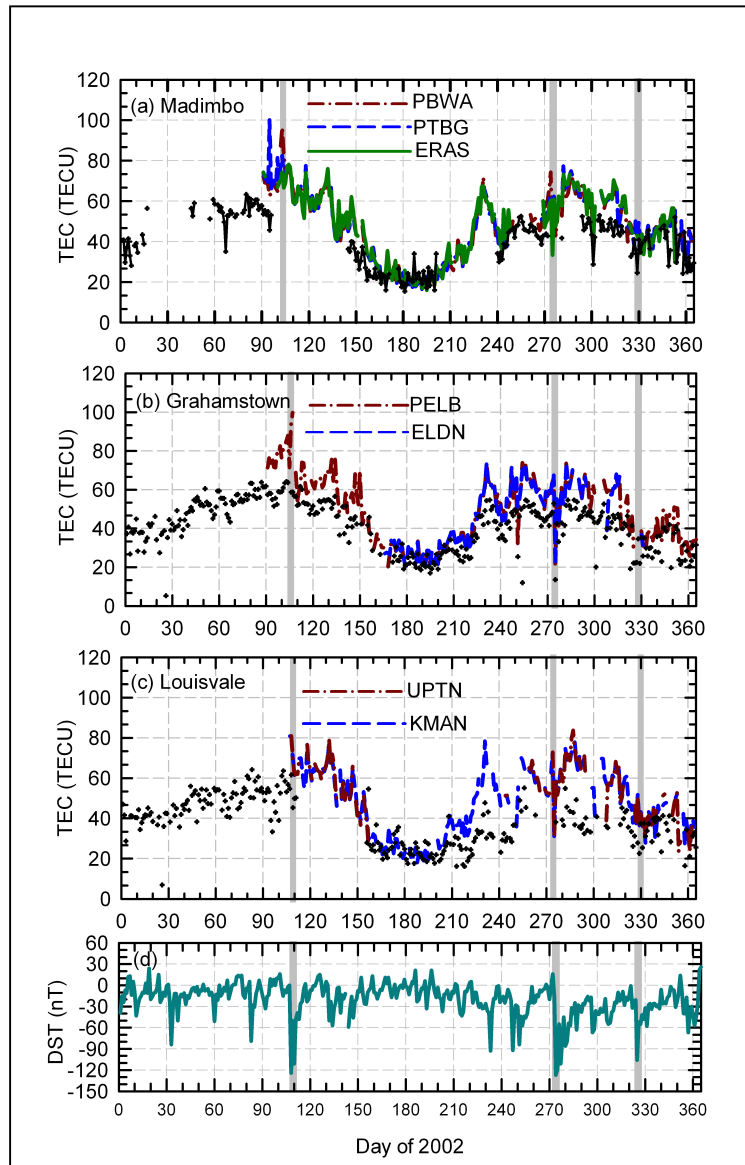 120
(a) Madimbo
PBWA
100
PTBG
80
ERAS
60
40
20
0
TEC (TECU)
0 30 60 90 120 150 180 210 240 270 300 330 360
120
(b) Grahamstown
PELB
100
ELDN
80
60
40
20
0
TEC (TECU)
0 30 60 90 120 150 180 210 240 270 300 330 360
120
(c) Louisvale
UPTN
100
KMAN
80
60
40
20
0
TEC (TECU)
0 30 60 90 120 150 180 210 240 270 300 330 360
60
(d)
30
0
-30
-60
-90
-120
-150
DST (nT)
0 30 60 90 120 150 180 210 240 270 300 330 360
Day of 2002